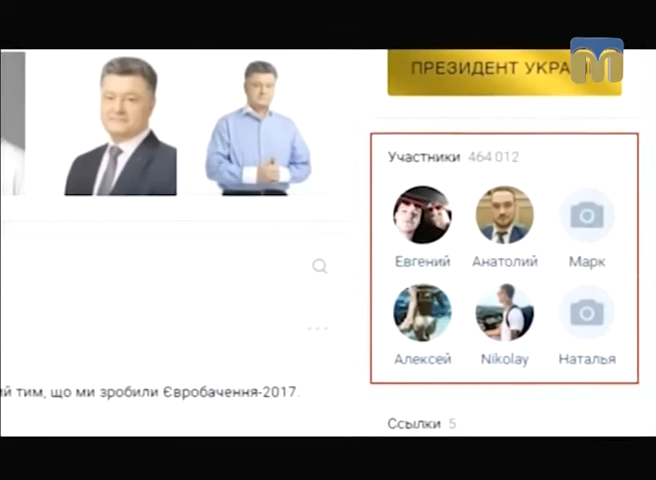 ПРЕЗИДЕНТ УКРА
Участники 464 012
Евгений Анатолий Марк
Алексей Nikolay Наталья
ий тим, що ми зробили Євробачення-2017.
Ссылки 5